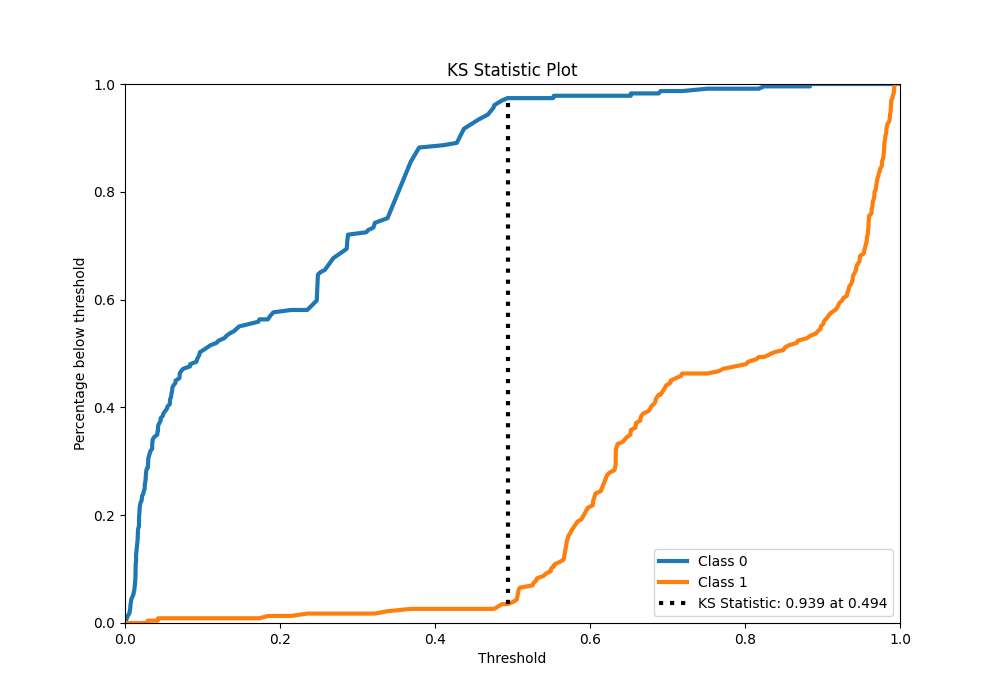 KS Statistic Plot
1.0
0.8
0.6
0.4
0.2
0.0
Percentage below threshold
0.0 0.2 0.4 0.6 0.8 1.0
Threshold
Class 0
Class 1
KS Statistic: 0.939 at 0.494